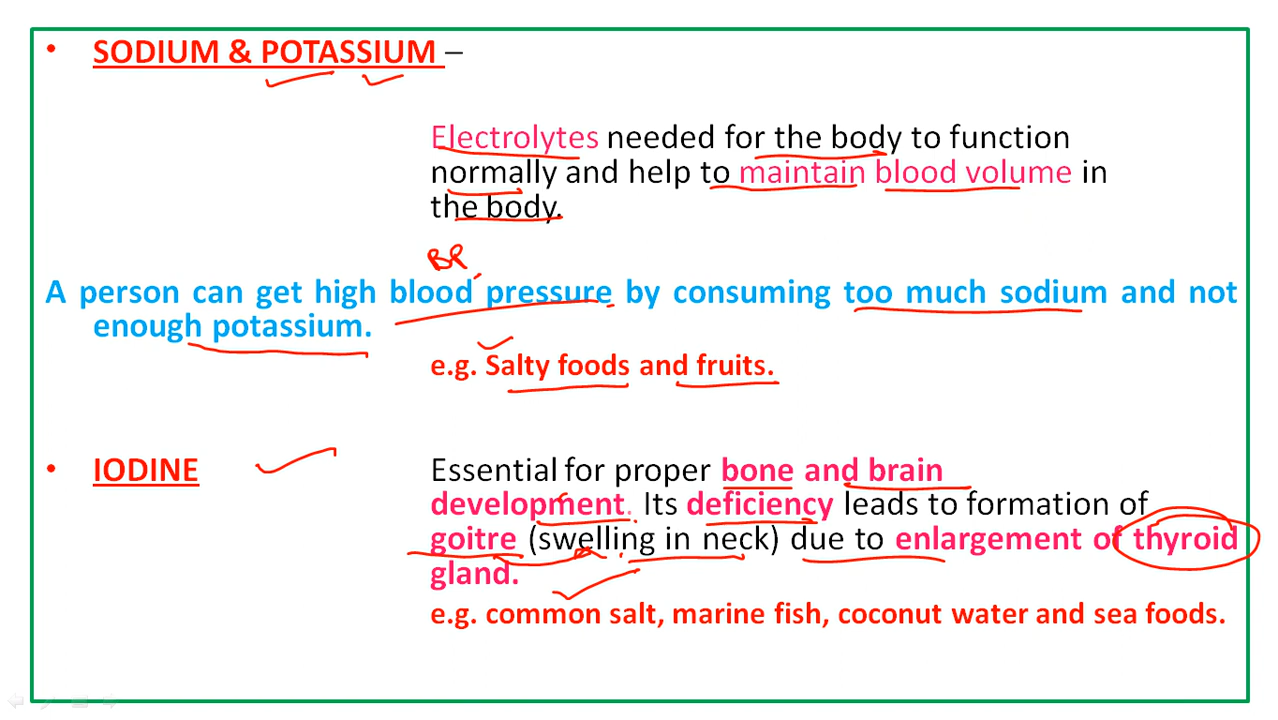 • SODIUM & POTASSIUM –
Electrolytes needed for the body to function
normally and help to maintain blood volume in
the body.
BP
A person can get high blood pressure by consuming too much sodium and not
enough potassium.
e.g. Salty foods and fruits.
• IODINE
Essential for proper bone and brain
development. Its deficiency leads to formation of
goitre (swelling in neck) due to enlargement of thyroid
gland.
e.g. common salt, marine fish, coconut water and sea foods.